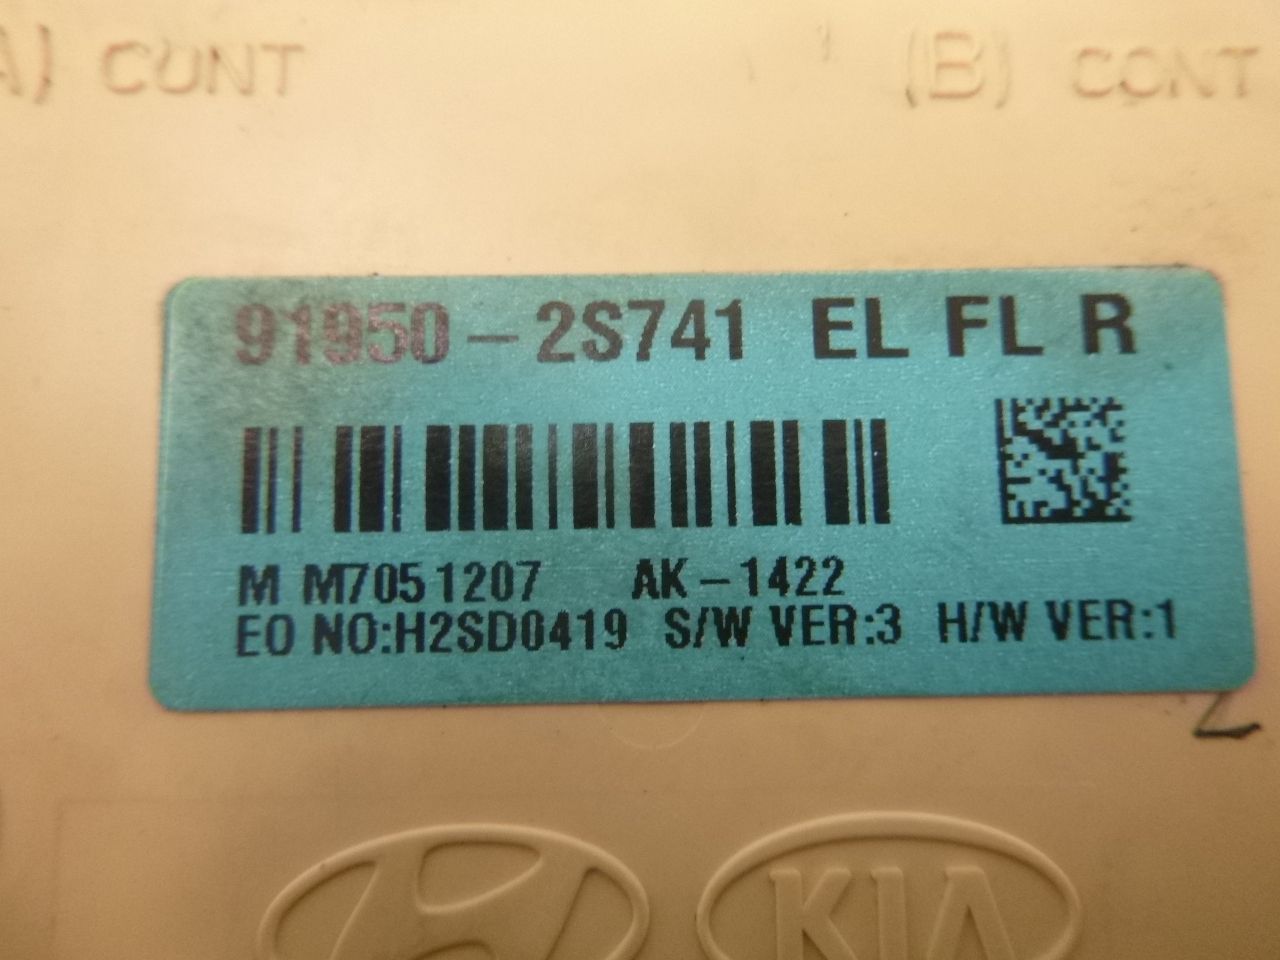 A) CONT (B) CONT
91950-2S741 EL FL R
M M7051207 AK-1422
EO NO:H2SD0419 S/W VER:3 H/W VER:1
KIA